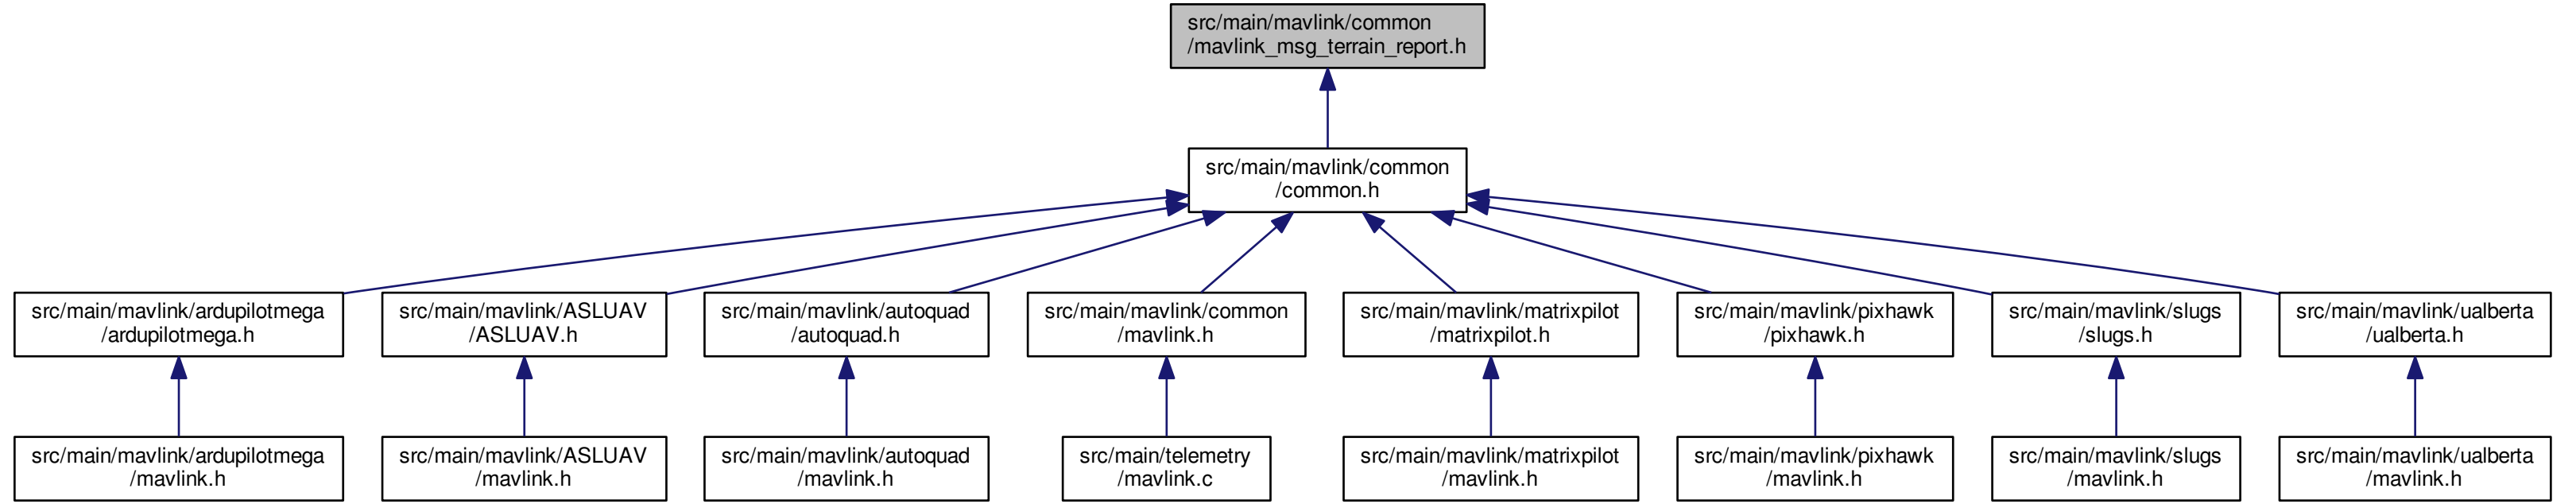 src/main/mavlink/common
/mavlink_msg_terrain_report.h
src/main/mavlink/common
/common.h
src/main/mavlink/ardupilotmega
/ardupilotmega.h
src/main/mavlink/ASLUAV
/ASLUAV.h
src/main/mavlink/autoquad
/autoquad.h
src/main/mavlink/common
/mavlink.h
src/main/mavlink/matrixpilot
/matrixpilot.h
src/main/mavlink/pixhawk
/pixhawk.h
src/main/mavlink/slugs
/slugs.h
src/main/mavlink/ualberta
/ualberta.h
src/main/mavlink/ardupilotmega
/mavlink.h
src/main/mavlink/ASLUAV
/mavlink.h
src/main/mavlink/autoquad
/mavlink.h
src/main/telemetry
/mavlink.c
src/main/mavlink/matrixpilot
/mavlink.h
src/main/mavlink/pixhawk
/mavlink.h
src/main/mavlink/slugs
/mavlink.h
src/main/mavlink/ualberta
/mavlink.h